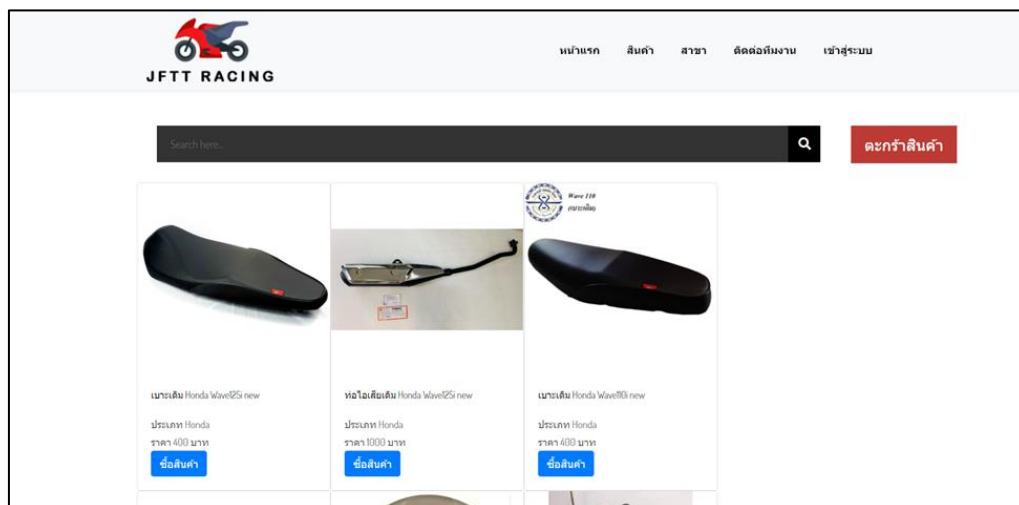 JFTT RACING
หน้าแรก สินค้า สาขา ติดต่อทีมงาน เข้าสู่ระบบ
Search here..
ตะกร้าสินค้า
Wave 110
(เบาะเดิม)
เบาะเดิม Honda Wave125i new
ประเภท Honda
ราคา 400 บาท
ซื้อสินค้า
ท่อไอเสียเดิม Honda Wave125i new
ประเภท Honda
ราคา 1000 บาท
ซื้อสินค้า
เบาะเดิม Honda Wave110i new
ประเภท Honda
ราคา 400 บาท
ซื้อสินค้า